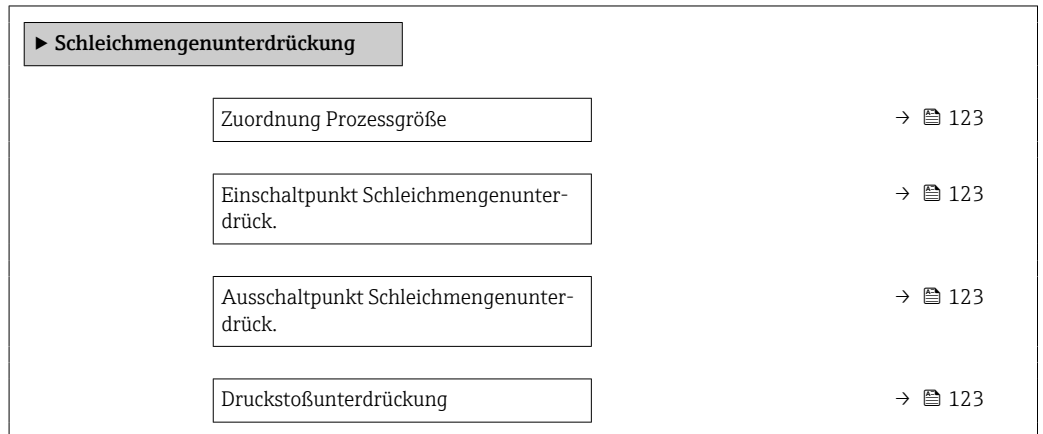 ▶ Schleichmengenunterdrückung
Zuordnung Prozessgröße → 123
Einschaltpunkt Schleichmengenunter-
drück. → 123
Ausschaltpunkt Schleichmengenunter-
drück. → 123
Druckstoßunterdrückung → 123